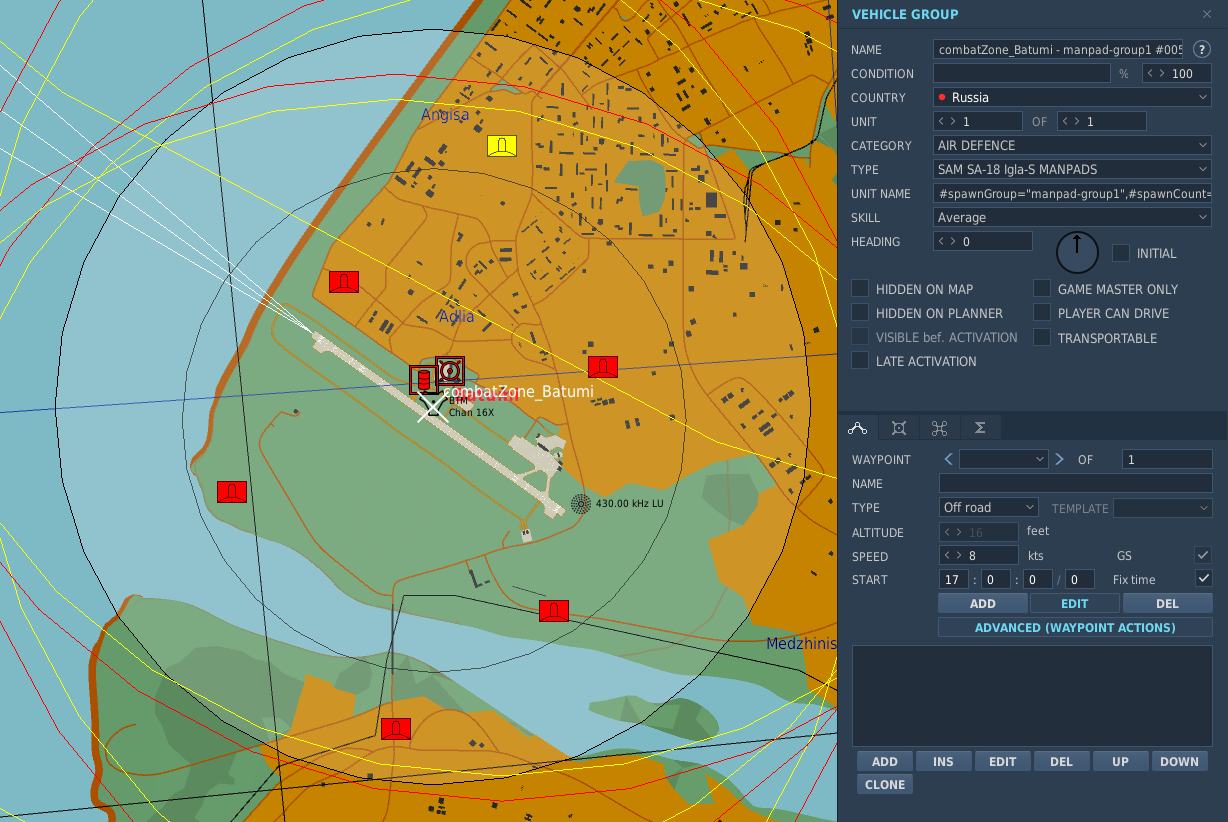 Angisa
Adlia
combatZone_Batumi
BTM
Chan 16X
430.00 kHz LU
Medzhinis
VEHICLE GROUP
NAME combatZone_Batumi - manpad-group1 #005 ?
CONDITION % < > 100
COUNTRY Russia
UNIT < > 1 OF < > 1
CATEGORY AIR DEFENCE
TYPE SAM SA-18 Igla-S MANPADS
UNIT NAME #spawnGroup="manpad-group1",#spawnCount=
SKILL Average
HEADING < > 0
INITIAL
HIDDEN ON MAP GAME MASTER ONLY
HIDDEN ON PLANNER PLAYER CAN DRIVE
VISIBLE bef. ACTIVATION TRANSPORTABLE
LATE ACTIVATION
WAYPOINT < > OF 1
NAME
TYPE Off road TEMPLATE
ALTITUDE < > 16 feet
SPEED < > 8 kts GS
START 17 : 0 : 0 / 0 Fix time
ADD EDIT DEL
ADVANCED (WAYPOINT ACTIONS)
ADD INS EDIT DEL UP DOWN
CLONE